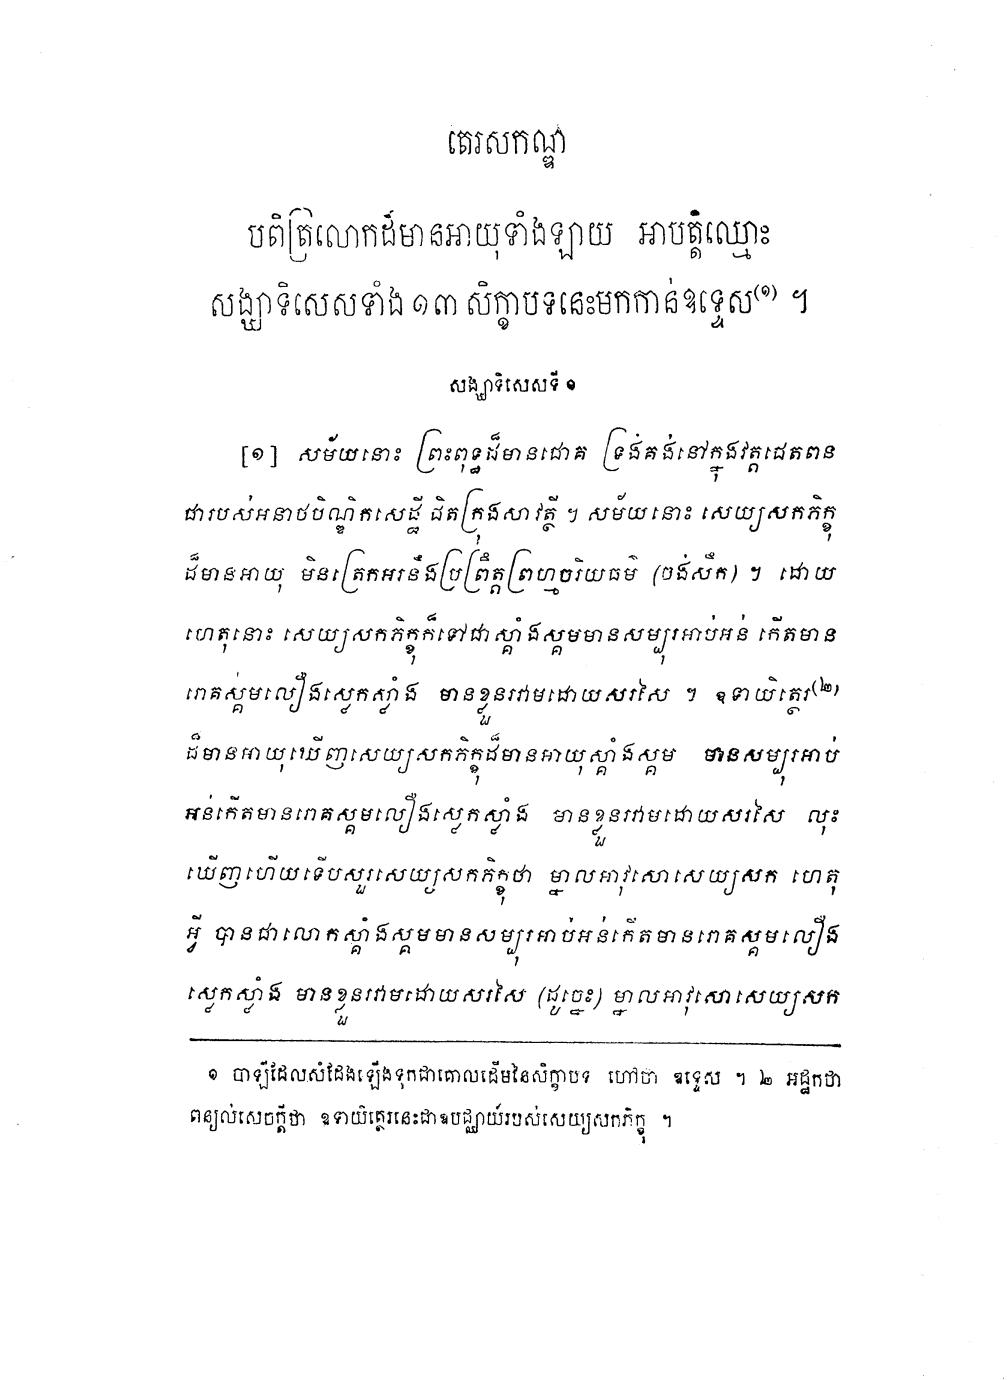 តេរសកណ្ឌ
បពិត្រលោកដ៏មានអាយុទាំងឡាយ អាបត្តិឈ្មោះ
សង្ឃាទិសេសទាំង ១៣ សិក្ខាបទនេះមកកាន់ឧទ្ទេស(១) ។
សង្ឃាទិសេសទី ១
[១] សម័យនោះ ព្រះពុទ្ធដ៏មានជោគ ទ្រង់គង់នៅក្នុងវត្តជេតពន
ជារបស់អនាថបិណ្ឌិកសេដ្ឋី ជិតក្រុងសាវត្ថី ។ សម័យនោះ សេយ្យសកភិក្ខុ
ដ៏មានអាយុ មិនត្រេកអរនឹងប្រព្រឹត្តព្រហ្មចរិយធម៌ (ចង់សឹក) ។ ដោយ
ហេតុនោះ សេយ្យសកភិក្ខុក៏ទៅជាស្គាំងស្គមមានសម្បុរអាប់អន់ កើតមាន
រោគស្គមលឿងស្លេកស្លាំង មានខ្លួនរវាមដោយសរសៃ ។ ឧទាយិត្ថេរ(២)
ដ៏មានអាយុឃើញសេយ្យសកភិក្ខុដ៏មានអាយុស្គាំងស្គម មានសម្បុរអាប់
អន់កើតមានរោគស្គមលឿងស្លេកស្លាំង មានខ្លួនរវាមដោយសរសៃ លុះ
ឃើញហើយទើបសួរសេយ្យសកភិក្ខុថា ម្នាលអាវុសោសេយ្យសក ហេតុ
អ្វី បានជាលោកស្គាំងស្គមមានសម្បុរអាប់អន់កើតមានរោគស្គមលឿង
ស្លេកស្លាំង មានខ្លួនរវាមដោយសរសៃ (ដូច្នេះ) ម្នាលអាវុសោសេយ្យសក
១ បាឡីដែលសំដែងឡើងទុកជាគោលដើមនៃសិក្ខាបទ ហៅថា ឧទ្ទេស ។ ២ អដ្ឋកថា
ពន្យល់សេចក្តីថា ឧទាយិត្ថេរនេះជាឧបជ្ឈាយ៍របស់សេយ្យសកភិក្ខុ ។